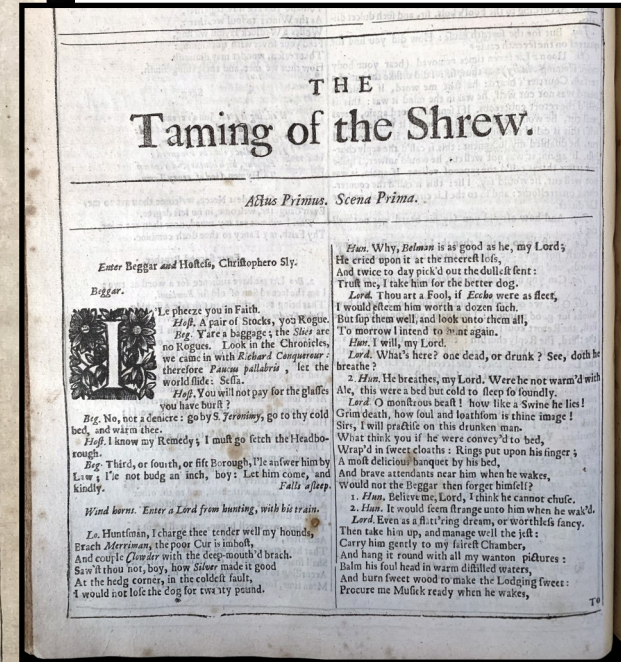 THE
Taming of the Shrew.
Actus Primus. Scena Prima.
Enter Beggar and Hostess, Christophero Sly.
Beggar.
I'Le pheeze you in Faith.
Host. A pair of Stocks, you Rogue.
Beg. Y'are a baggage; the Slies are
no Rogues. Look in the Chronicles,
we came in with Richard Conquerour:
therefore Paucus pallabris, let the
world slide: Sessa.
Host. You will not pay for the glasses
you have burst?
Beg. No, not a deniere: go by S. Jeronimy, go to thy cold
bed, and warm thee.
Host. I know my Remedy; I must go fetch the Headbo-
rough.
Beg. Third, or fourth, or fift Borough, I'le answer him by
Law; I'le not budg an inch, boy: Let him come, and
kindly. Falls asleep.
Wind horns. Enter a Lord from hunting, with his train.
Lo. Huntsman, I charge thee tender well my hounds,
Brach Merriman, the poor Cur is imbost,
And couple Clowder with the deep-mouth'd brach.
Saw'st thou not, boy, how Silver made it good
At the hedg corner, in the coldest fault,
I would not lose the dog for twenty pound.
Hun. Why, Belman is as good as he, my Lord;
He cried upon it at the meerest loss,
And twice to day pick'd out the dullest sent:
Trust me, I take him for the better dog.
Lord. Thou art a Fool, if Eccho were as fleet,
I would esteem him worth a dozen such.
But sup them well, and look unto them all,
To morrow I intend to hunt again.
Hun. I will, my Lord.
Lord. What's here? one dead, or drunk? See, doth he
breathe?
2. Hun. He breathes, my Lord. Were he not warm'd with
Ale, this were a bed but cold to sleep so soundly.
Lord. O monstrous beast! how like a Swine he lies!
Grim death, how foul and loathsom is thine image!
Sirs, I will practise on this drunken man.
What think you if he were convey'd to bed,
Wrap'd in sweet cloaths: Rings put upon his finger;
A most delicious banquet by his bed,
And brave attendants near him when he wakes,
Would not the Beggar then forget himself?
1. Hun. Believe me, Lord, I think he cannot chuse.
2. Hun. It would seem strange unto him when he wak'd.
Lord. Even as a flatt'ring dream, or worthless fancy.
Then take him up, and manage well the jest:
Carry him gently to my fairest Chamber,
And hang it round with all my wanton pictures:
Balm his soul head in warm distilled waters,
And burn sweet wood to make the Lodging sweet:
Procure me Musick ready when he wakes,
To